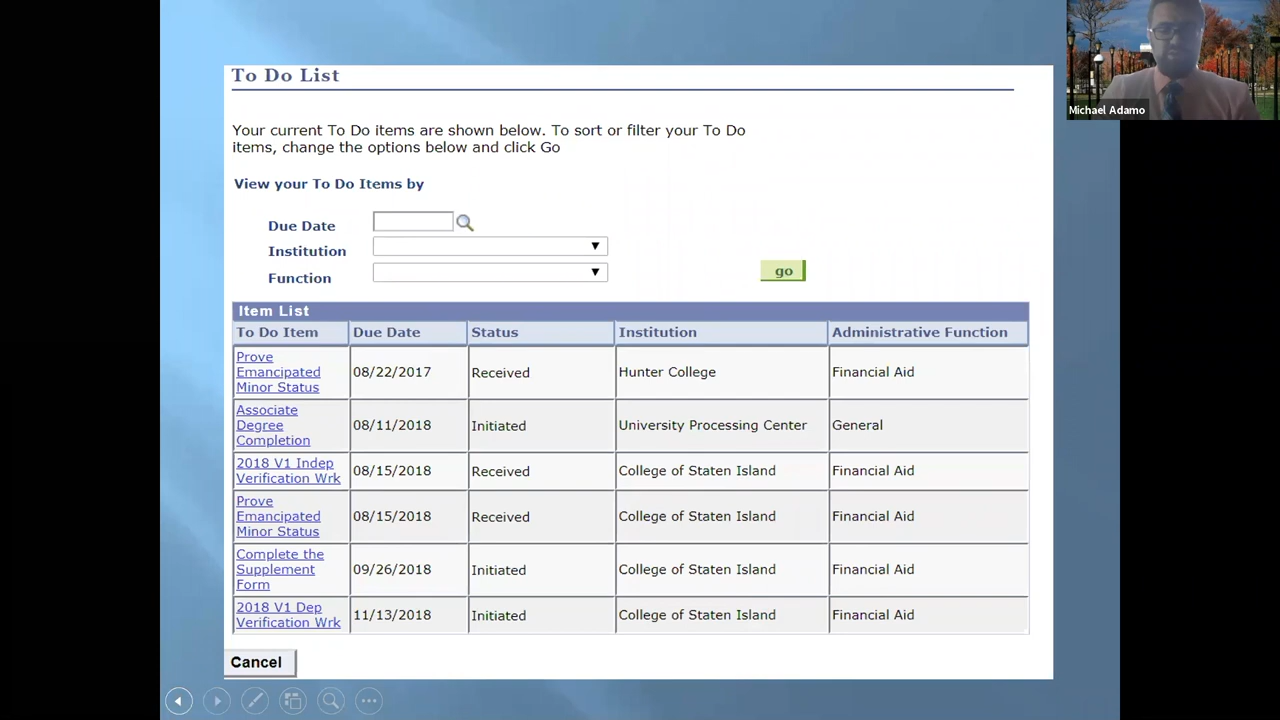 To Do List
Michael Adamo
Your current To Do items are shown below. To sort or filter your To Do
items, change the options below and click Go
View your To Do Items by
Due Date
Institution
Function
go
Item List
To Do Item Due Date Status Institution Administrative Function
Prove
Emancipated
Minor Status
08/22/2017 Received Hunter College Financial Aid
Associate
Degree
Completion
08/11/2018 Initiated University Processing Center General
2018 V1 Indep
Verification Wrk
08/15/2018 Received College of Staten Island Financial Aid
Prove
Emancipated
Minor Status
08/15/2018 Received College of Staten Island Financial Aid
Complete the
Supplement
Form
09/26/2018 Initiated College of Staten Island Financial Aid
2018 V1 Dep
Verification Wrk
11/13/2018 Initiated College of Staten Island Financial Aid
Cancel